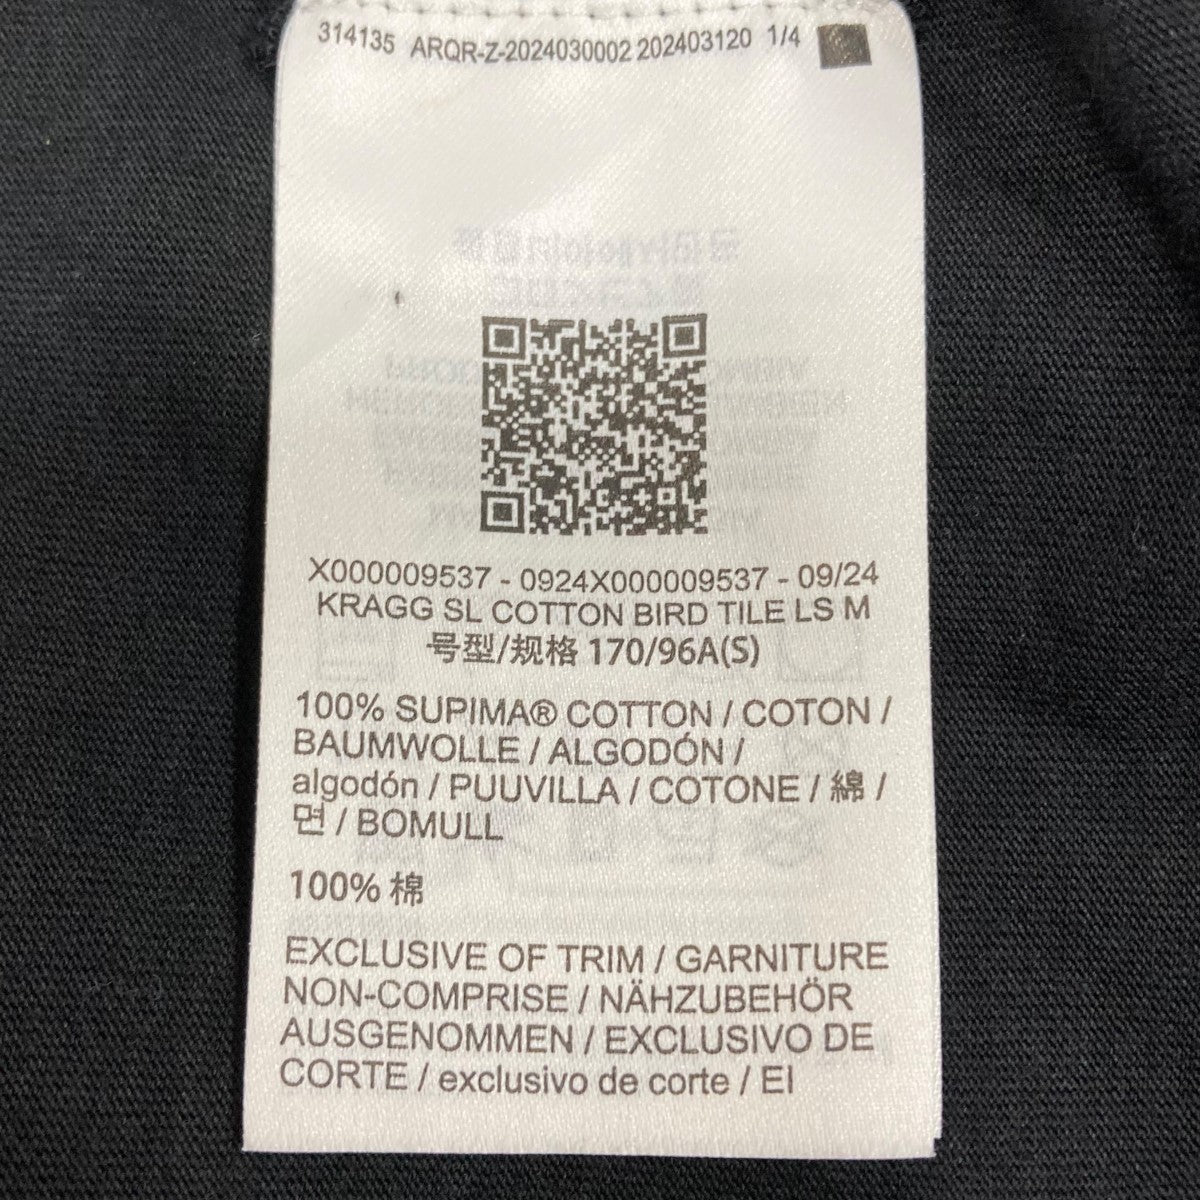 314135 ARQR-Z-2024030002 202403120 1/4
X000009537 - 0924X000009537 - 09/24
KRAGG SL COTTON BIRD TILE LS M
号型/规格 170/96A(S)
100% SUPIMA® COTTON / COTON /
BAUMWOLLE / ALGODÓN /
algodón / PUUVILLA / COTONE / 綿 /
면 / BOMULL
100% 棉
EXCLUSIVE OF TRIM / GARNITURE
NON-COMPRISE / NÄHZUBEHÖR
AUSGENOMMEN / EXCLUSIVO DE
CORTE / exclusivo de corte / EI